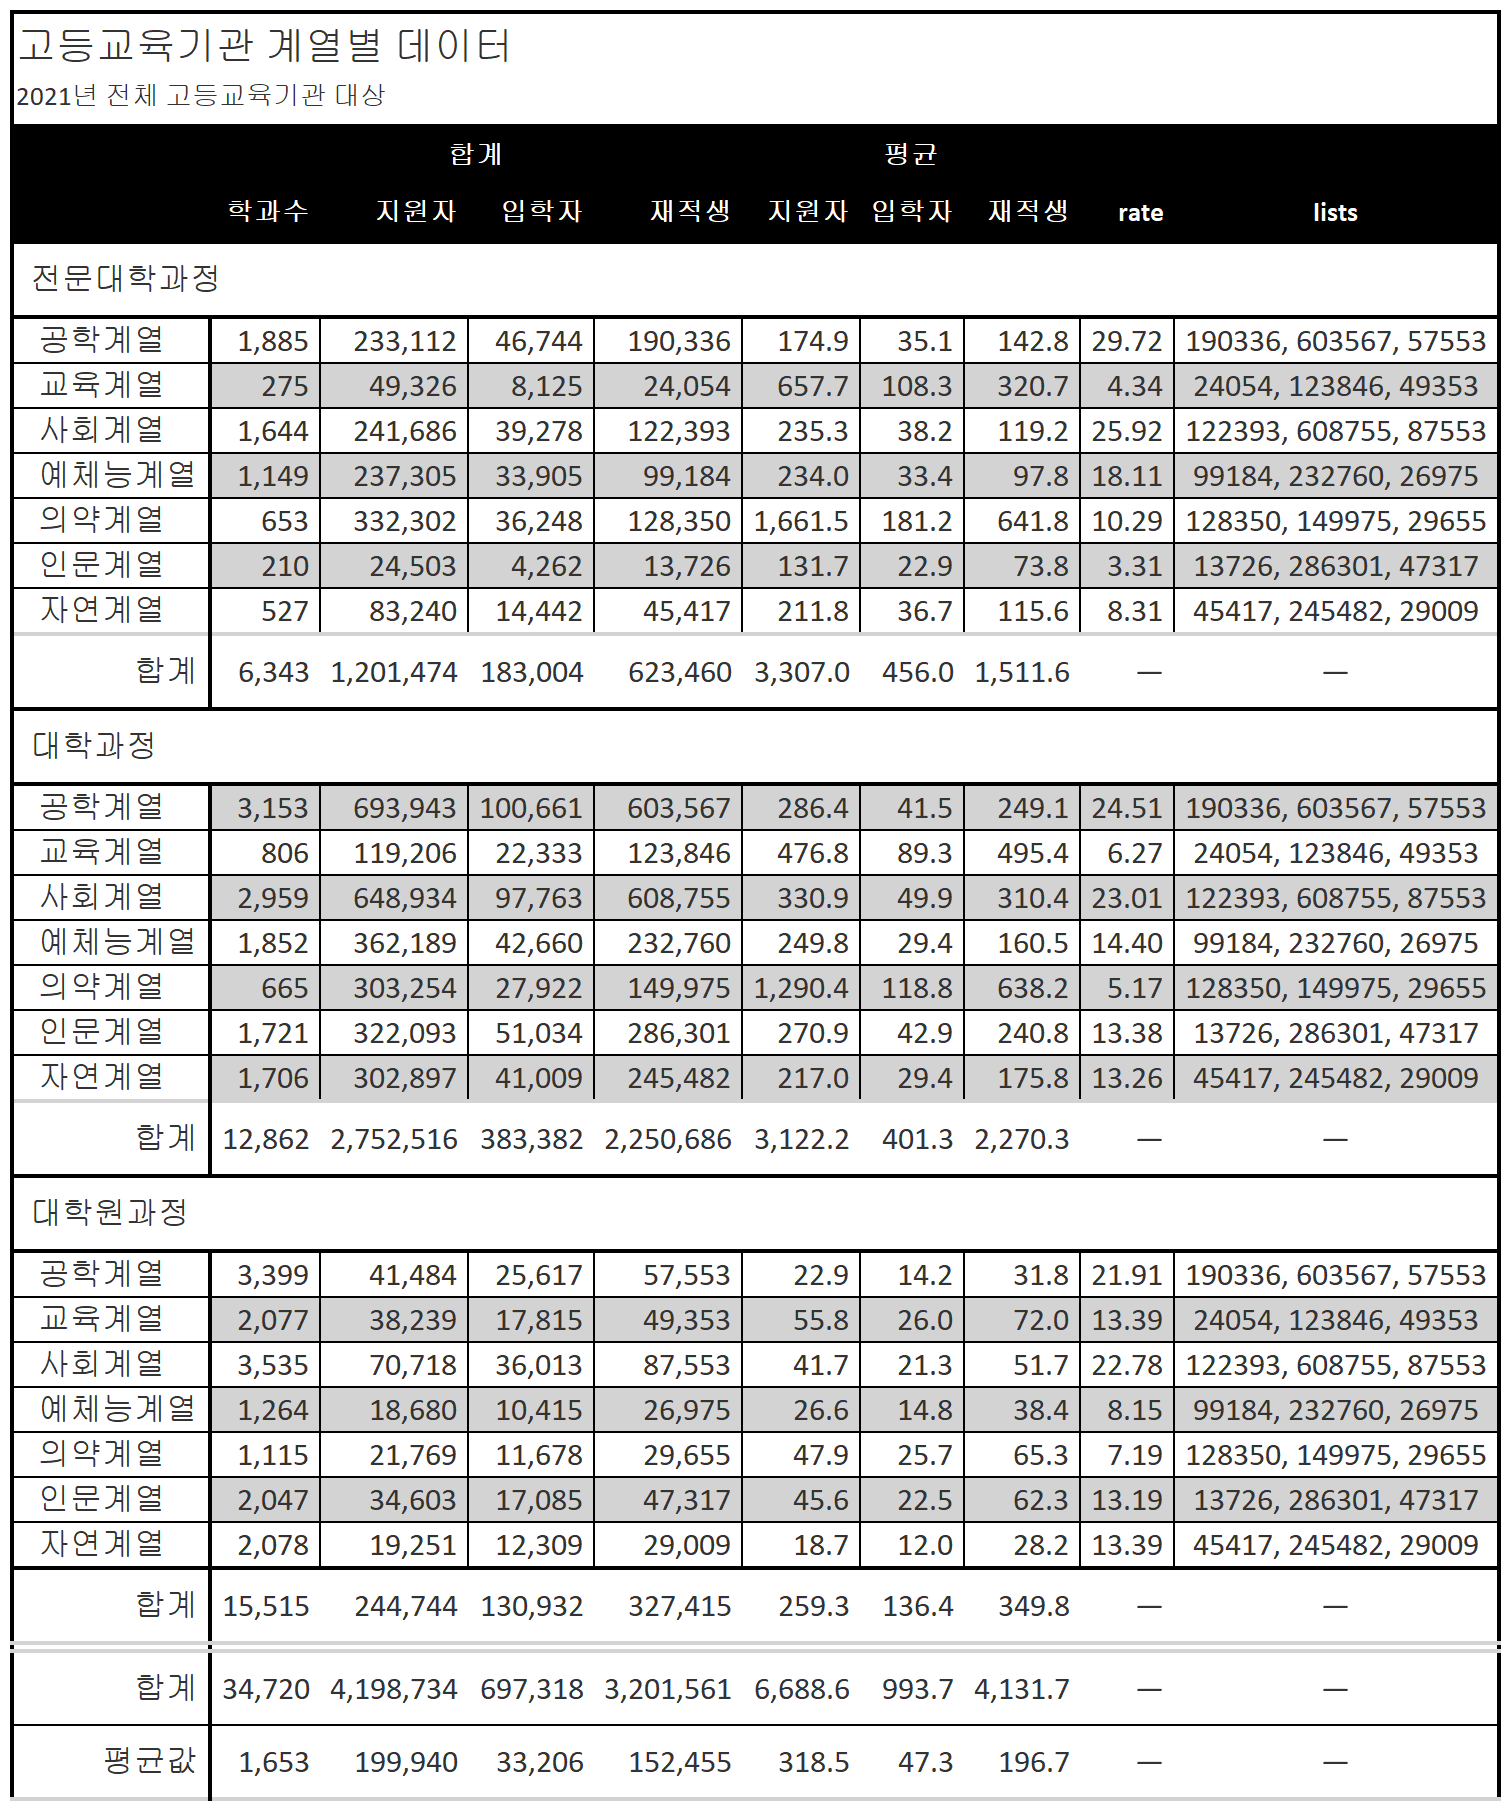 고등교육기관 계열별 데이터
2021년 전체 고등교육기관 대상
합계 평균
학과수 지원자 입학자 재적생 지원자 입학자 재적생 rate lists
전문대학과정
공학계열 1,885 233,112 46,744 190,336 174.9 35.1 142.8 29.72 190336, 603567, 57553
교육계열 275 49,326 8,125 24,054 657.7 108.3 320.7 4.34 24054, 123846, 49353
사회계열 1,644 241,686 39,278 122,393 235.3 38.2 119.2 25.92 122393, 608755, 87553
예체능계열 1,149 237,305 33,905 99,184 234.0 33.4 97.8 18.11 99184, 232760, 26975
의약계열 653 332,302 36,248 128,350 1,661.5 181.2 641.8 10.29 128350, 149975, 29655
인문계열 210 24,503 4,262 13,726 131.7 22.9 73.8 3.31 13726, 286301, 47317
자연계열 527 83,240 14,442 45,417 211.8 36.7 115.6 8.31 45417, 245482, 29009
합계 6,343 1,201,474 183,004 623,460 3,307.0 456.0 1,511.6 — —
대학과정
공학계열 3,153 693,943 100,661 603,567 286.4 41.5 249.1 24.51 190336, 603567, 57553
교육계열 806 119,206 22,333 123,846 476.8 89.3 495.4 6.27 24054, 123846, 49353
사회계열 2,959 648,934 97,763 608,755 330.9 49.9 310.4 23.01 122393, 608755, 87553
예체능계열 1,852 362,189 42,660 232,760 249.8 29.4 160.5 14.40 99184, 232760, 26975
의약계열 665 303,254 27,922 149,975 1,290.4 118.8 638.2 5.17 128350, 149975, 29655
인문계열 1,721 322,093 51,034 286,301 270.9 42.9 240.8 13.38 13726, 286301, 47317
자연계열 1,706 302,897 41,009 245,482 217.0 29.4 175.8 13.26 45417, 245482, 29009
합계 12,862 2,752,516 383,382 2,250,686 3,122.2 401.3 2,270.3 — —
대학원과정
공학계열 3,399 41,484 25,617 57,553 22.9 14.2 31.8 21.91 190336, 603567, 57553
교육계열 2,077 38,239 17,815 49,353 55.8 26.0 72.0 13.39 24054, 123846, 49353
사회계열 3,535 70,718 36,013 87,553 41.7 21.3 51.7 22.78 122393, 608755, 87553
예체능계열 1,264 18,680 10,415 26,975 26.6 14.8 38.4 8.15 99184, 232760, 26975
의약계열 1,115 21,769 11,678 29,655 47.9 25.7 65.3 7.19 128350, 149975, 29655
인문계열 2,047 34,603 17,085 47,317 45.6 22.5 62.3 13.19 13726, 286301, 47317
자연계열 2,078 19,251 12,309 29,009 18.7 12.0 28.2 13.39 45417, 245482, 29009
합계 15,515 244,744 130,932 327,415 259.3 136.4 349.8 — —
합계 34,720 4,198,734 697,318 3,201,561 6,688.6 993.7 4,131.7 — —
평균값 1,653 199,940 33,206 152,455 318.5 47.3 196.7 — —